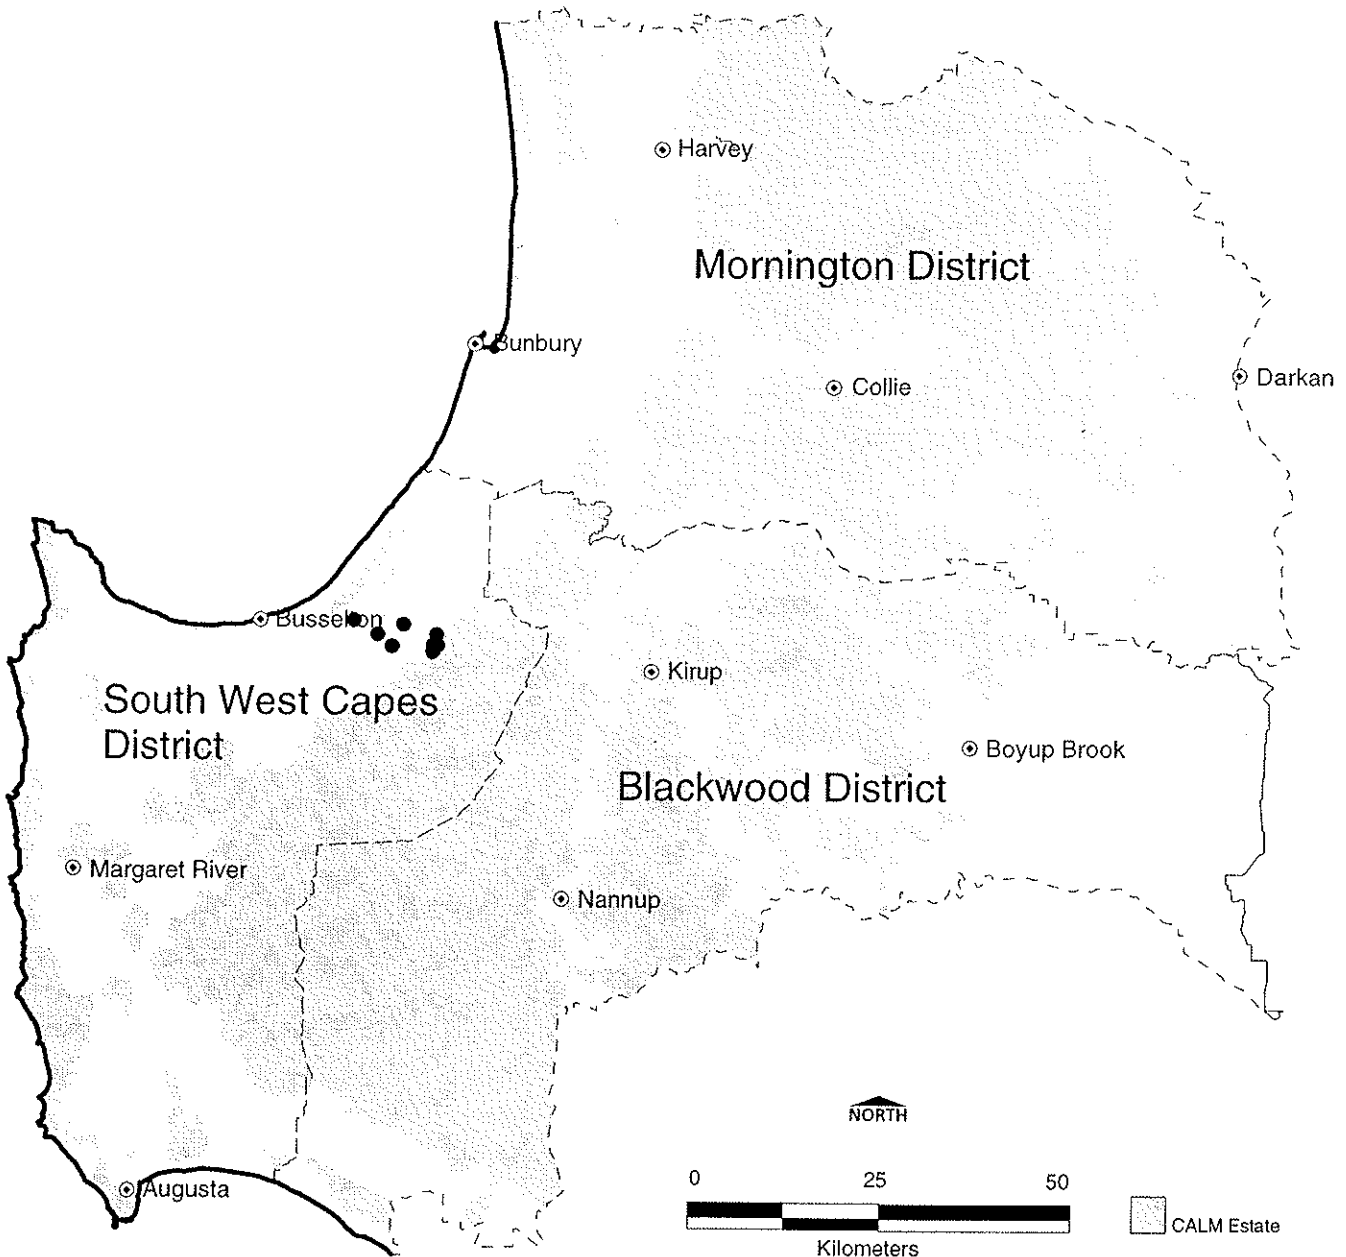 Harvey
Mornington District
Bunbury
Collie
Darkan
Busselton
Kirup
South West Capes
District
Boyup Brook
Blackwood District
Margaret River
Nannup
NORTH
0 25 50
Augusta
CALM Estate
Kilometers